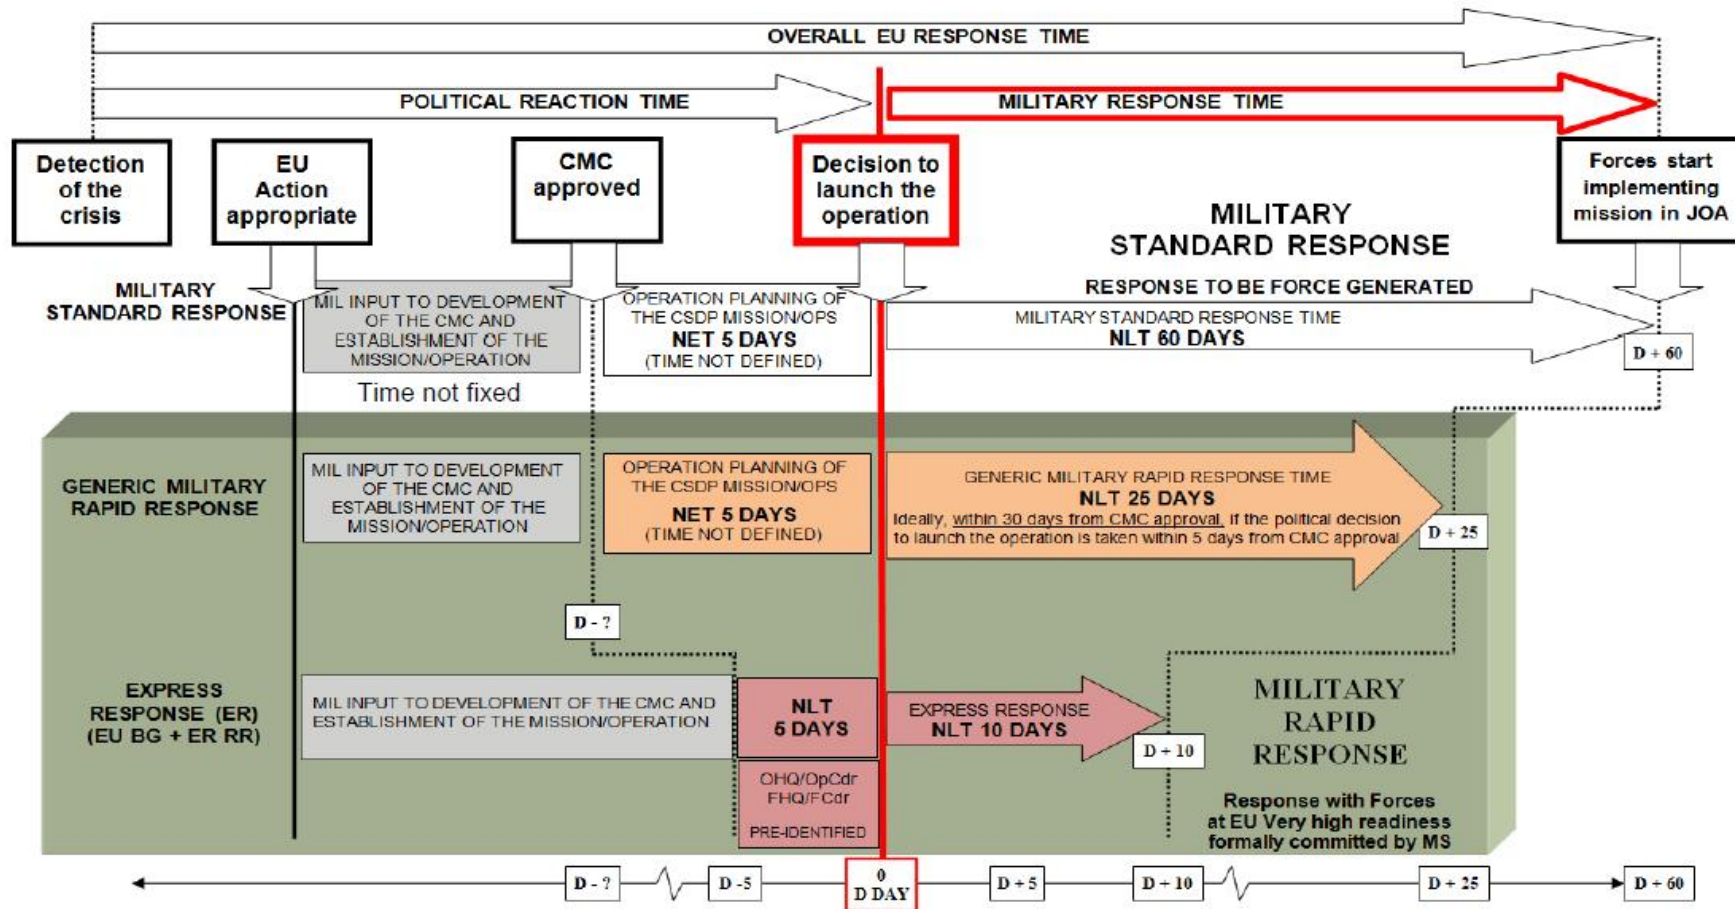 OVERALL EU RESPONSE TIME
POLITICAL REACTION TIME
MILITARY RESPONSE TIME
Detection
of the
crisis
EU
Action
appropriate
CMC
approved
Decision to
launch the
operation
Forces start
implementing
mission in JOA
MILITARY
STANDARD RESPONSE
MILITARY
STANDARD RESPONSE
MIL INPUT TO DEVELOPMENT
OF THE CMC AND
ESTABLISHMENT OF THE
MISSION/OPERATION
Time not fixed
OPERATION PLANNING OF
THE CSDP MISSION/OPS
NET 5 DAYS
(TIME NOT DEFINED)
RESPONSE TO BE FORCE GENERATED
MILITARY STANDARD RESPONSE TIME
NLT 60 DAYS
D + 60
GENERIC MILITARY
RAPID RESPONSE
MIL INPUT TO DEVELOPMENT
OF THE CMC AND
ESTABLISHMENT OF THE
MISSION/OPERATION
OPERATION PLANNING OF
THE CSDP MISSION/OPS
NET 5 DAYS
(TIME NOT DEFINED)
GENERIC MILITARY RAPID RESPONSE TIME
NLT 25 DAYS
Ideally, within 30 days from CMC approval, if the political decision
to launch the operation is taken within 5 days from CMC approval
D + 25
D - ?
EXPRESS
RESPONSE (ER)
(EU BG + ER RR)
MIL INPUT TO DEVELOPMENT OF THE CMC AND
ESTABLISHMENT OF THE MISSION/OPERATION
NLT
5 DAYS
OHQ/OpCdr
FHQ/FCdr
PRE-IDENTIFIED
EXPRESS RESPONSE
NLT 10 DAYS
D + 10
MILITARY
RAPID
RESPONSE
Response with Forces
at EU Very high readiness
formally committed by MS
D - ?
D -5
0
D DAY
D + 5
D + 10
D + 25
D + 60